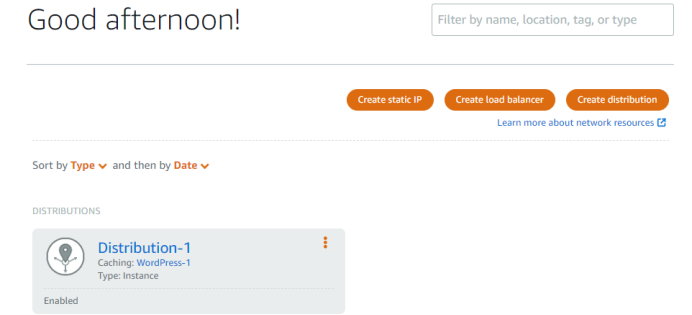 Good afternoon!
Filter by name, location, tag, or type
Create static IP
Create load balancer
Create distribution
Learn more about network resources
Sort by Type and then by Date
DISTRIBUTIONS
Distribution-1
Caching: WordPress-1
Type: Instance
Enabled